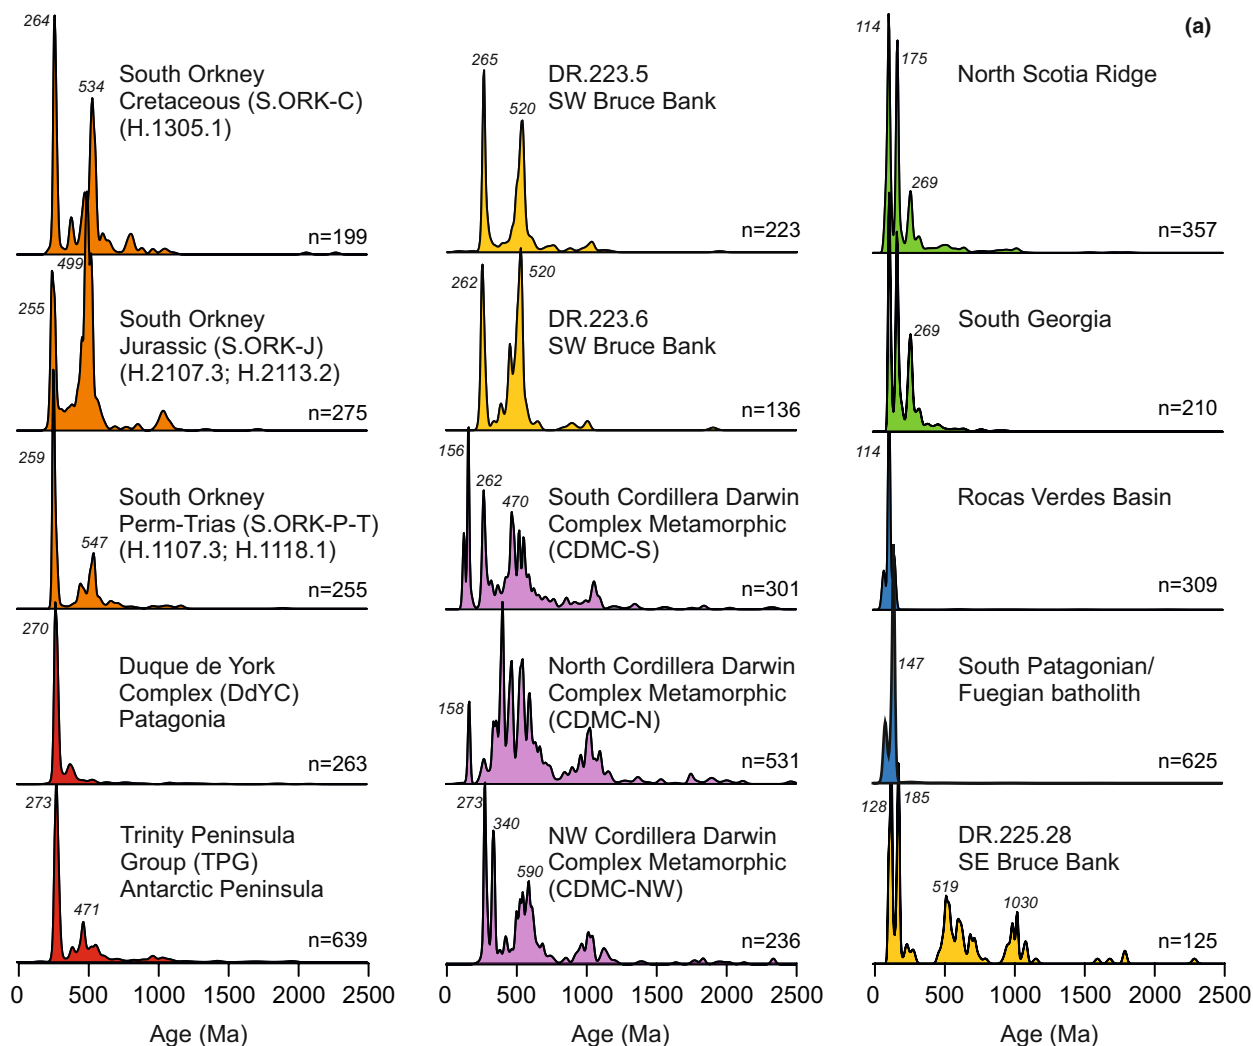 264
534
South Orkney
Cretaceous (S.ORK-C)
(H.1305.1)
n=199
499
255
South Orkney
Jurassic (S.ORK-J)
(H.2107.3; H.2113.2)
n=275
259
547
South Orkney
Perm-Trias (S.ORK-P-T)
(H.1107.3; H.1118.1)
n=255
270
Duque de York
Complex (DdYC)
Patagonia
n=263
273
471
Trinity Peninsula
Group (TPG)
Antarctic Peninsula
n=639
0 500 1000 1500 2000 2500
Age (Ma)
265
520
DR.223.5
SW Bruce Bank
n=223
262
520
DR.223.6
SW Bruce Bank
n=136
156
262
470
South Cordillera Darwin
Complex Metamorphic
(CDMC-S)
n=301
158
North Cordillera Darwin
Complex Metamorphic
(CDMC-N)
n=531
273
340
590
NW Cordillera Darwin
Complex Metamorphic
(CDMC-NW)
n=236
0 500 1000 1500 2000 2500
Age (Ma)
(a)
114
175
269
North Scotia Ridge
n=357
269
South Georgia
n=210
114
Rocas Verdes Basin
n=309
147
South Patagonian/
Fuegian batholith
n=625
128
185
519
1030
DR.225.28
SE Bruce Bank
n=125
0 500 1000 1500 2000 2500
Age (Ma)